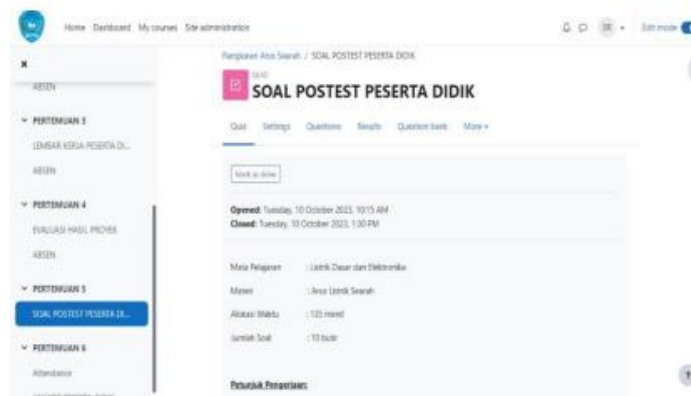 Home Dashboard My courses Site administration
Edit mode
ABSEN
PERTEMUAN 3
LEMBAR KERJA PESERTA DI...
ABSEN
PERTEMUAN 4
EVALUASI HASIL PROYEK
ABSEN
PERTEMUAN 5
SOAL POSTEST PESERTA DI...
PERTEMUAN 6
Attendance
Rangkaian Arus Searah / SOAL POSTEST PESERTA DIDIK
QUIZ
SOAL POSTEST PESERTA DIDIK
Quiz Settings Questions Results Question bank More
Mark as done
Opened: Tuesday, 10 October 2023, 10:15 AM
Closed: Tuesday, 10 October 2023, 1:00 PM
Mata Pelajaran : Listrik Dasar dan Elektronika
Materi : Arus Listrik Searah
Alokasi Waktu : 135 menit
Jumlah Soal : 10 butir
Petunjuk Pengerjaan: